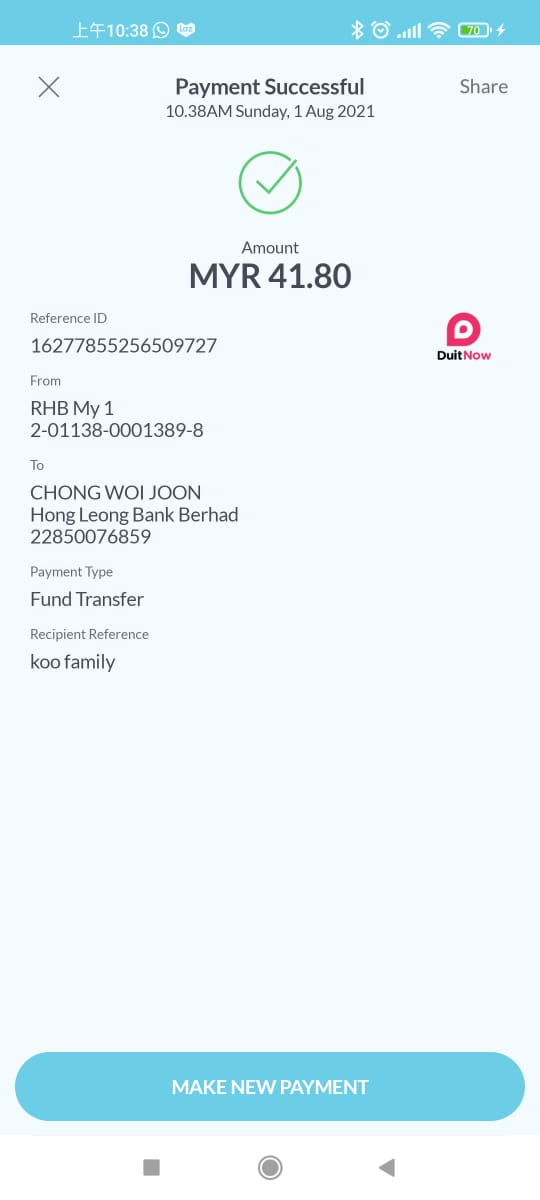 上午10:38
Laz
70
Payment Successful
Share
10.38AM Sunday, 1 Aug 2021
Amount
MYR 41.80
Reference ID
16277855256509727
DuitNow
From
RHB My 1
2-01138-0001389-8
To
CHONG WOI JOON
Hong Leong Bank Berhad
22850076859
Payment Type
Fund Transfer
Recipient Reference
koo family
MAKE NEW PAYMENT